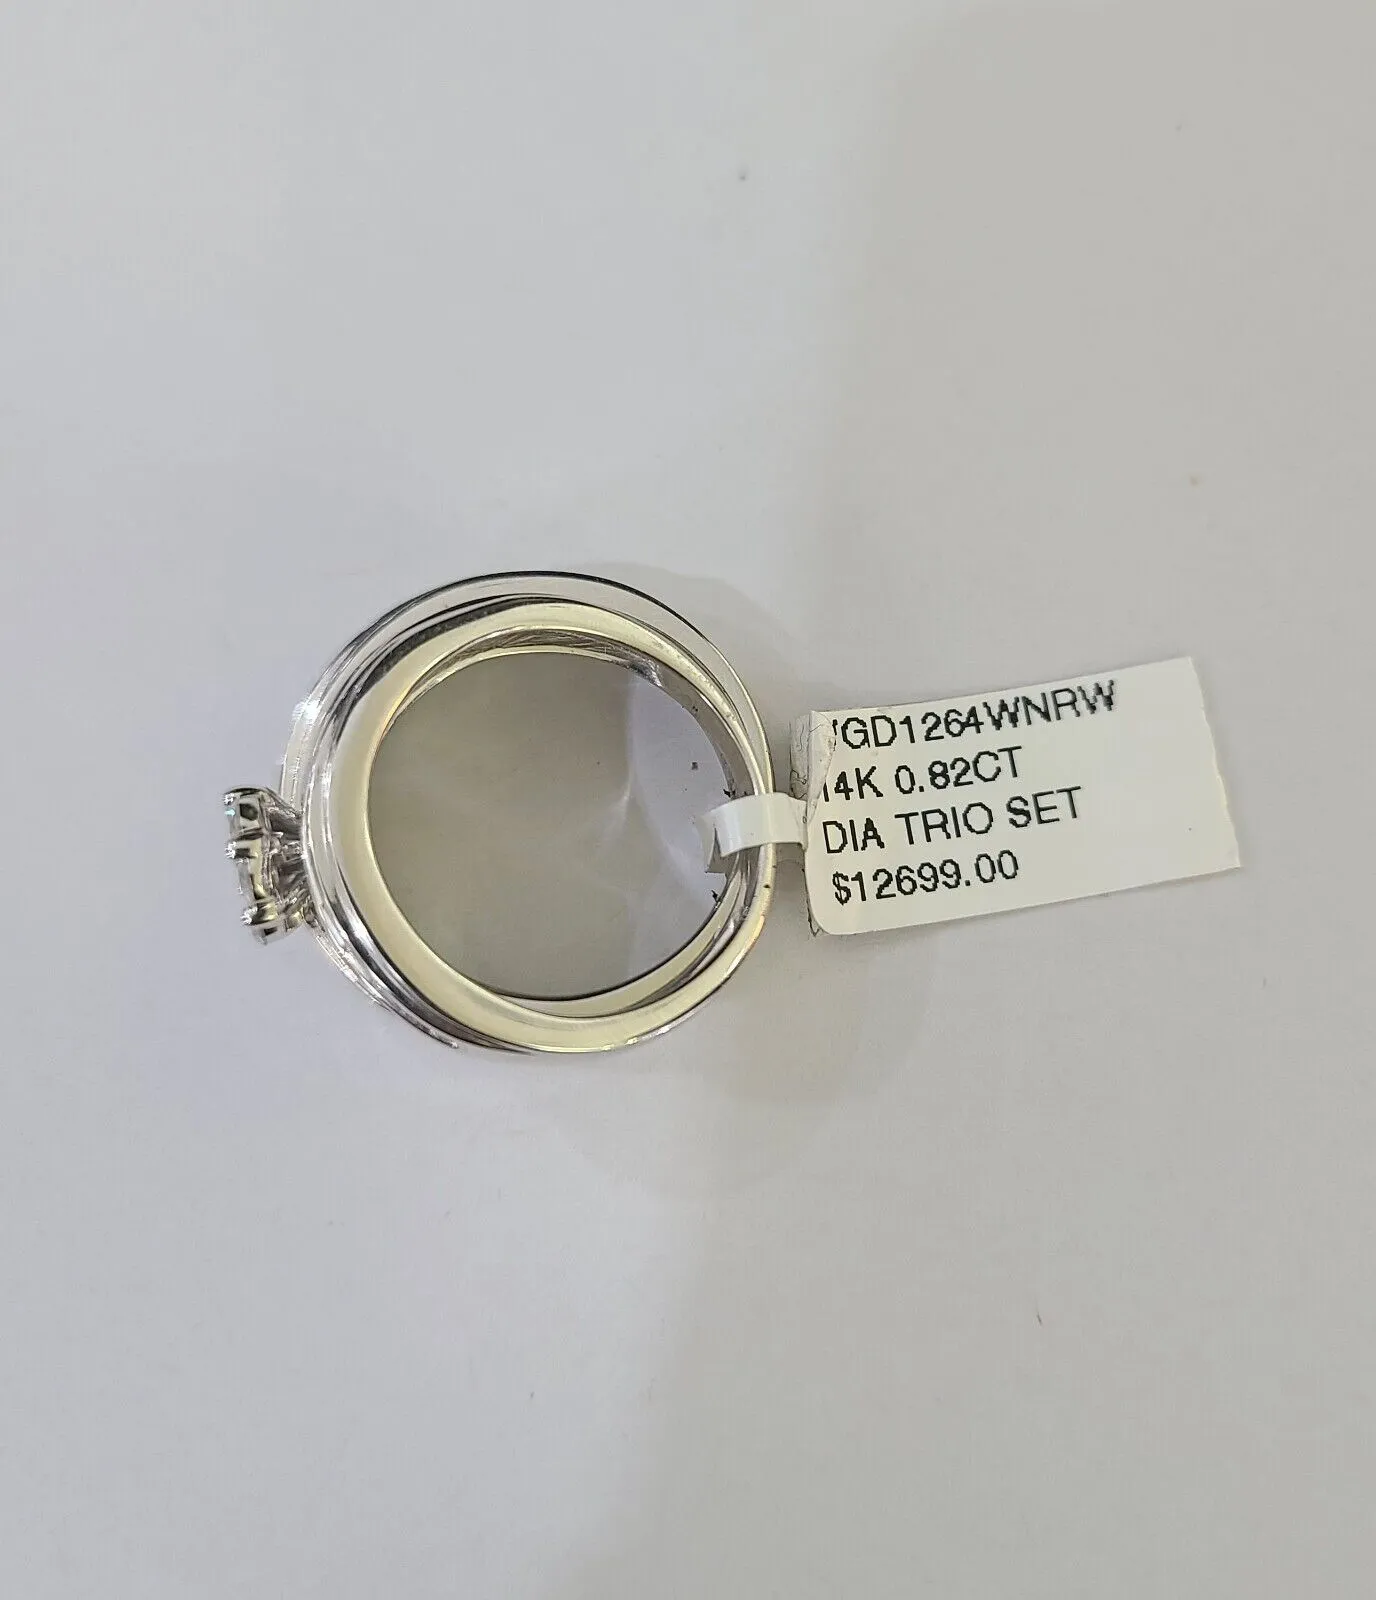 GD1264WNRW
14K 0.82CT
DIA TRIO SET
$12699.00